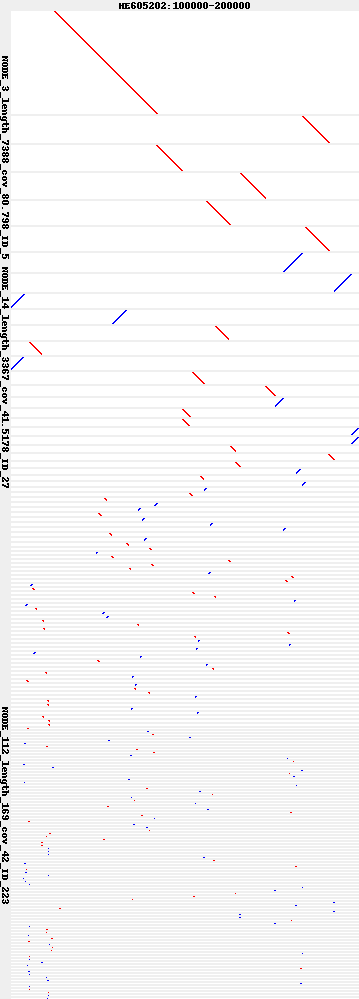 HE605202:100000-200000
NODE_3_length_7388_cov_80.798_ID_5
NODE_14_length_3367_cov_41.5178_ID_27
NODE_112_length_169_cov_42_ID_223